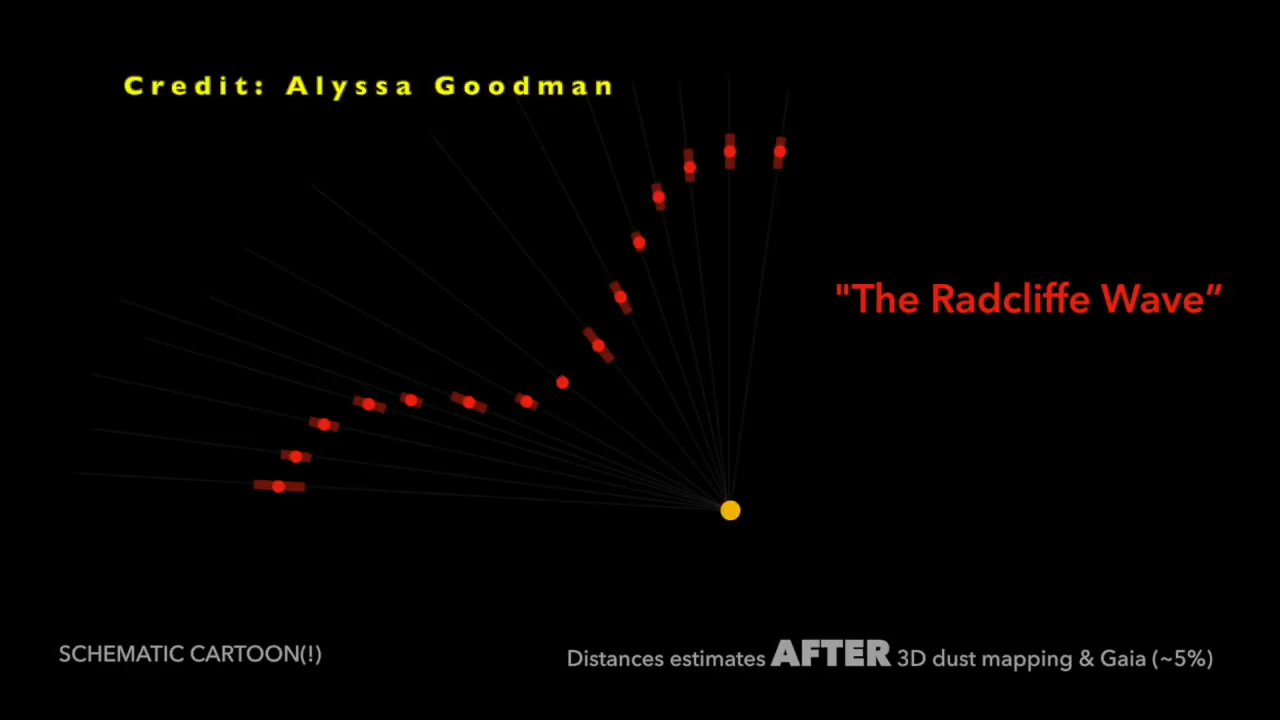 Credit: Alyssa Goodman
"The Radcliffe Wave”
SCHEMATIC CARTOON(!)
Distances estimates AFTER 3D dust mapping & Gaia (~5%)